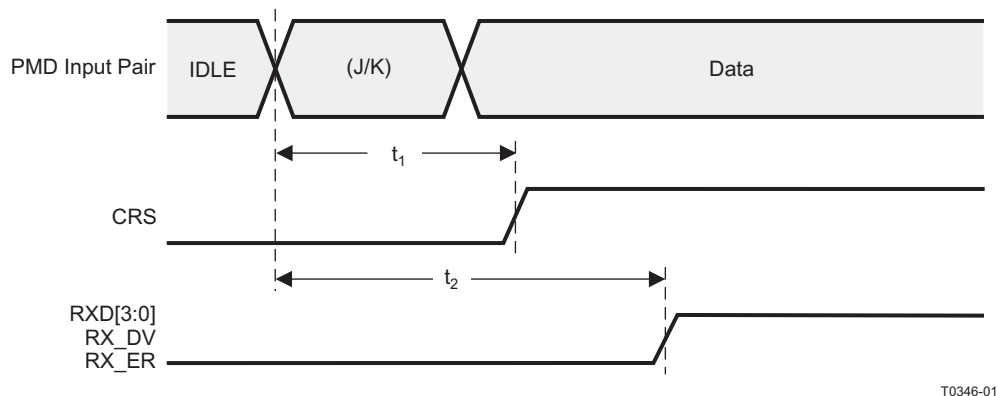 PMD Input Pair IDLE (J/K) Data
t₁
CRS
t₂
RXD[3:0]
RX_DV
RX_ER
T0346-01